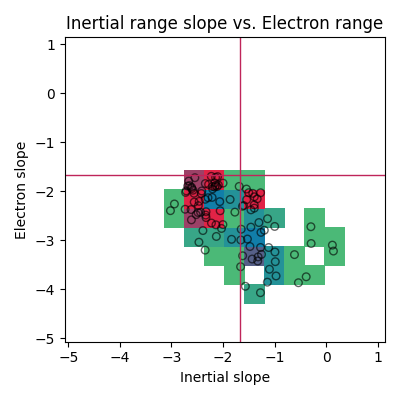 Inertial range slope vs. Electron range
Electron slope
1
0
−1
−2
−3
−4
−5
−5 −4 −3 −2 −1 0 1
Inertial slope